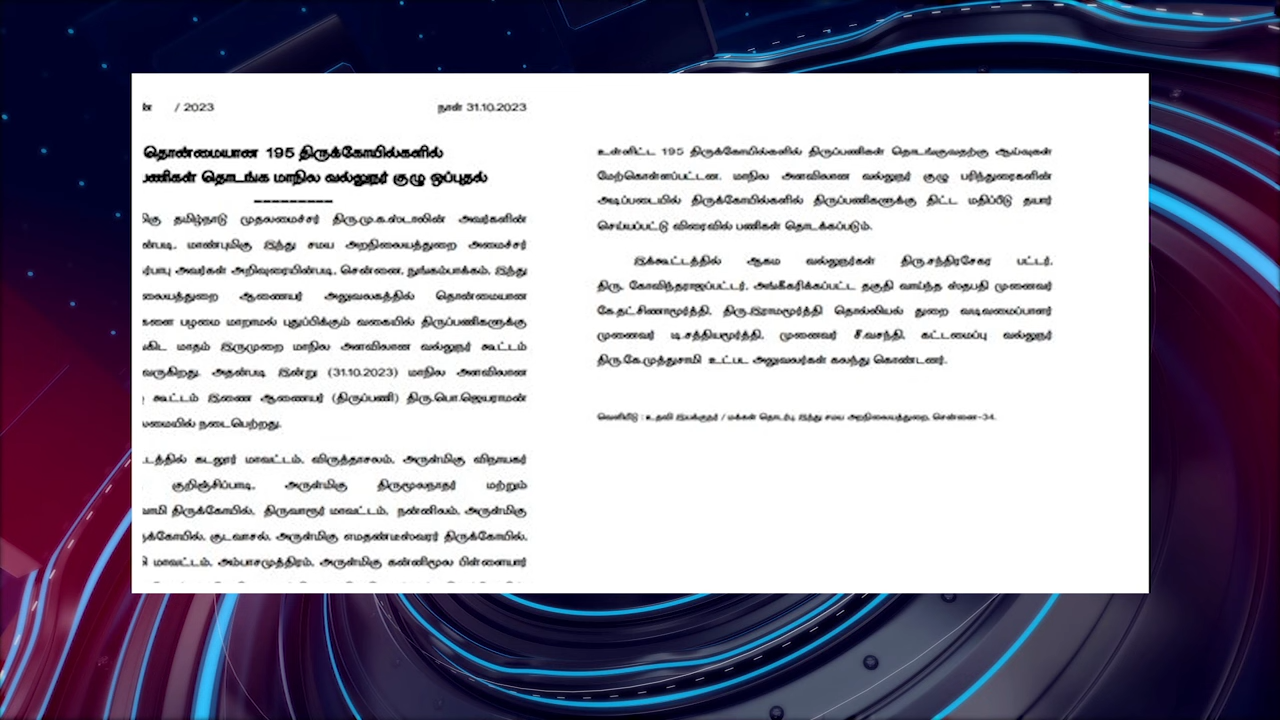 / 2023 நாள் 31.10.2023
தொன்மையான 195 திருக்கோயில்களில்
பணிகள் தொடங்க மாநில வல்லுநர் குழு ஒப்புதல்
தமிழ்நாடு முதலமைச்சர் திரு.மு.க.ஸ்டாலின் அவர்களின்
மாண்புமிகு இந்து சமய அறநிலையத்துறை அமைச்சர்
அவர்கள் அறிவுரையின்படி, சென்னை, நுங்கம்பாக்கம், இந்து
ஆணையர் அலுவலகத்தில் தொன்மையான
பழமை மாறாமல் புதுப்பிக்கும் வகையில் திருப்பணிகளுக்கு
மாதம் இருமுறை மாநில அளவிலான வல்லுநர் கூட்டம்
வருகிறது. அதன்படி இன்று (31.10.2023) மாநில அளவிலான
கூட்டம் இணை ஆணையர் (திருப்பணி) திரு.பொ.ஜெயராமன்
நடைபெற்றது.
கடலூர் மாவட்டம், விருத்தாசலம், அருள்மிகு விநாயகர்
குறிஞ்சிப்பாடி, அருள்மிகு திருமூலநாதர் மற்றும்
திருக்கோயில், திருவாரூர் மாவட்டம், நன்னிலம், அருள்மிகு
குடவாசல், அருள்மிகு எமதண்டீஸ்வரர் திருக்கோயில்,
மாவட்டம், அம்பாசமுத்திரம், அருள்மிகு கன்னிமூல பிள்ளையார்
உள்ளிட்ட 195 திருக்கோயில்களில் திருப்பணிகள் தொடங்குவதற்கு ஆய்வுகள்
மேற்கொள்ளப்பட்டன. மாநில அளவிலான வல்லுநர் குழு பரிந்துரைகளின்
அடிப்படையில் திருக்கோயில்களில் திருப்பணிகளுக்கு திட்ட மதிப்பீடு தயார்
செய்யப்பட்டு விரைவில் பணிகள் தொடக்கப்படும்.
இக்கூட்டத்தில் ஆகம வல்லுநர்கள் திரு.சந்திரசேகர பட்டர்,
திரு. கோவிந்தராஜப்பட்டர், அங்கீகரிக்கப்பட்ட தகுதி வாய்ந்த ஸ்தபதி முனைவர்
கே.தட்சிணாமூர்த்தி, திரு.இராமமூர்த்தி தொல்லியல் துறை வடிவமைப்பாளர்
முனைவர் டி.சத்தியமூர்த்தி, முனைவர் சீ.வசந்தி, கட்டமைப்பு வல்லுநர்
திரு.கே.முத்துசாமி உட்பட அலுவலர்கள் கலந்து கொண்டனர்.
வெளியீடு : உதவி இயக்குநர் / மக்கள் தொடர்பு, இந்து சமய அறநிலையத்துறை, சென்னை-34.